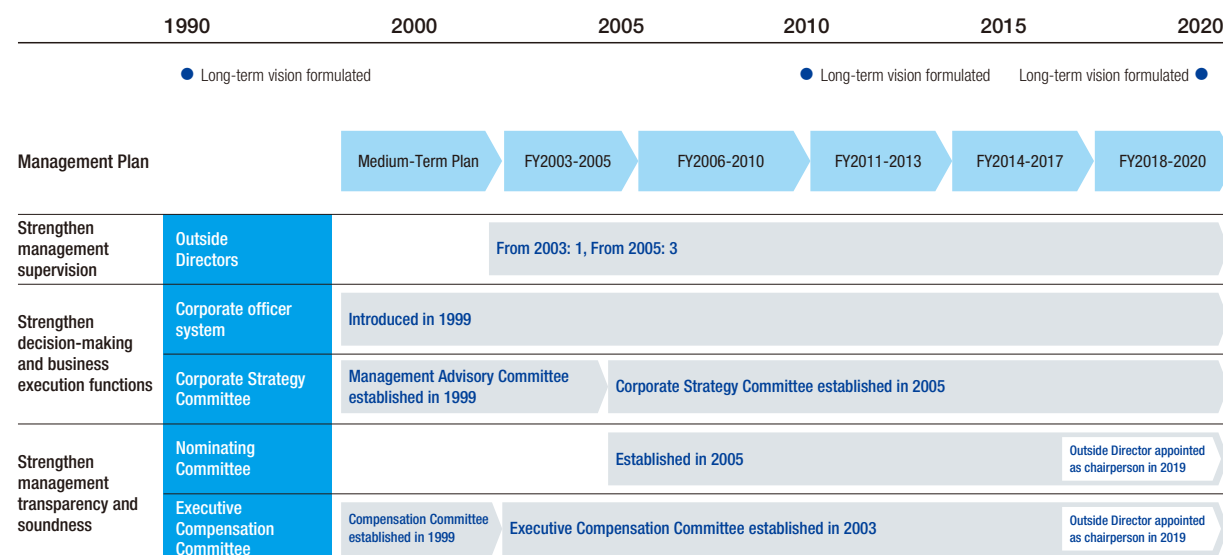 1990 2000 2005 2010 2015 2020
Long-term vision formulated Long-term vision formulated Long-term vision formulated
Management Plan
Medium-Term Plan FY2003-2005 FY2006-2010 FY2011-2013 FY2014-2017 FY2018-2020
Strengthen
management
supervision
Outside
Directors
From 2003: 1, From 2005: 3
Strengthen
decision-making
and business
execution functions
Corporate officer
system
Introduced in 1999
Corporate Strategy
Committee
Management Advisory Committee
established in 1999
Corporate Strategy Committee established in 2005
Strengthen
management
transparency and
soundness
Nominating
Committee
Established in 2005
Outside Director appointed
as chairperson in 2019
Executive
Compensation
Committee
Compensation Committee
established in 1999
Executive Compensation Committee established in 2003
Outside Director appointed
as chairperson in 2019